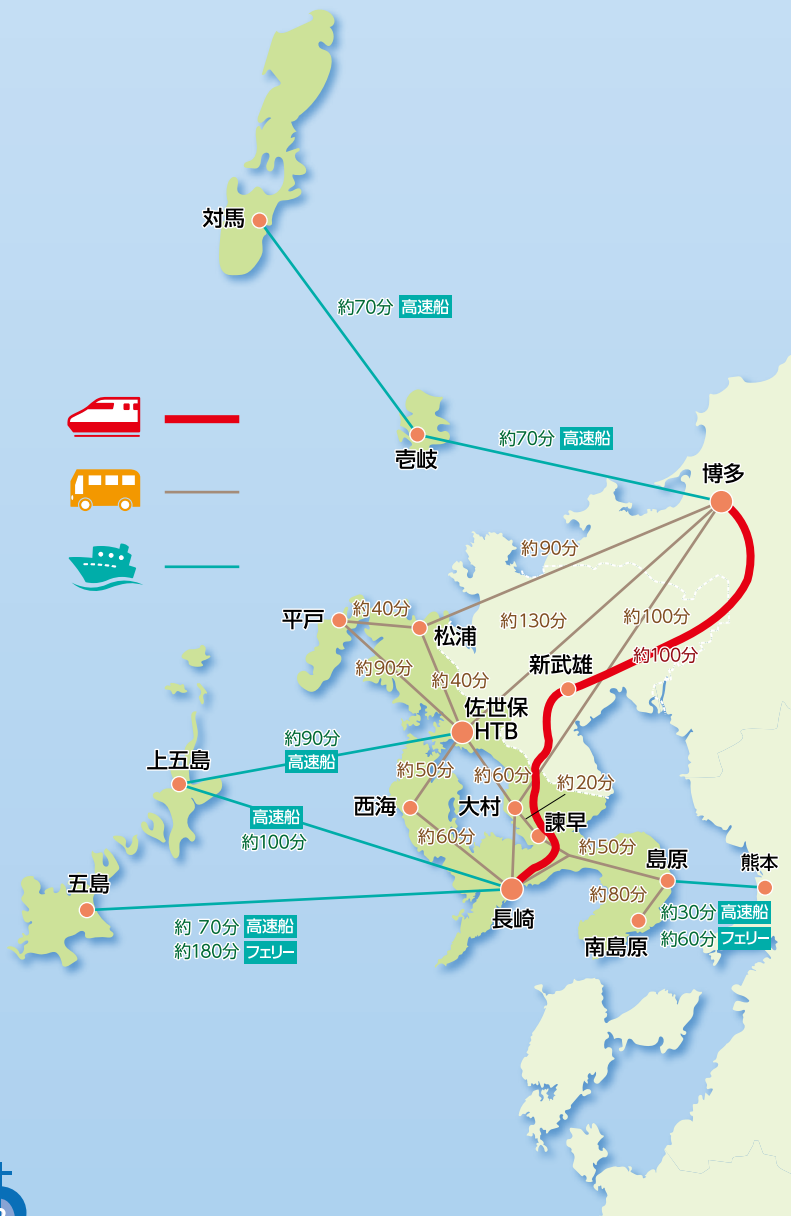 対馬
約70分 高速船
約70分 高速船
壱岐
博多
約90分
平戸
約40分
松浦
約130分
約100分
約100分
新武雄
約90分
約40分
佐世保
HTB
約90分
高速船
上五島
約50分
約60分
約20分
西海
大村
諫早
高速船
約100分
約60分
約50分
島原
熊本
五島
約80分
長崎
約30分 高速船
約60分 フェリー
約 70分 高速船
約180分 フェリー
南島原